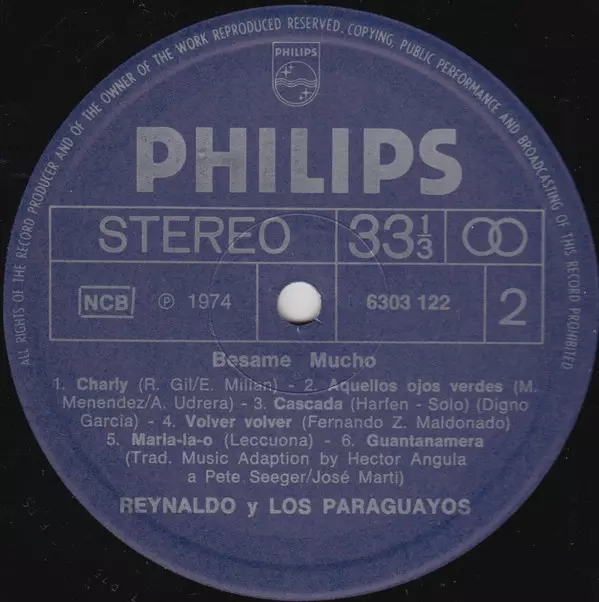 ALL RIGHTS OF THE RECORD PRODUCER AND OF THE OWNER OF THE WORK REPRODUCED RESERVED. COPYING, PUBLIC PERFORMANCE AND BROADCASTING OF THIS RECORD PROHIBITED
PHILIPS
PHILIPS
STEREO 33 1/3
NCB ℗ 1974 6303 122 2
Besame Mucho
1. Charly (R. Gil/E. Milian) - 2. Aquellos ojos verdes (M.
Menendez/A. Udrera) - 3. Cascada (Harfen - Solo) (Digno
Garcia) - 4. Volver volver (Fernando Z. Maldonado)
5. Maria-la-o (Leccuona) - 6. Guantanamera
(Trad. Music Adaption by Hector Angula
a Pete Seeger/José Marti)
REYNALDO y LOS PARAGUAYOS